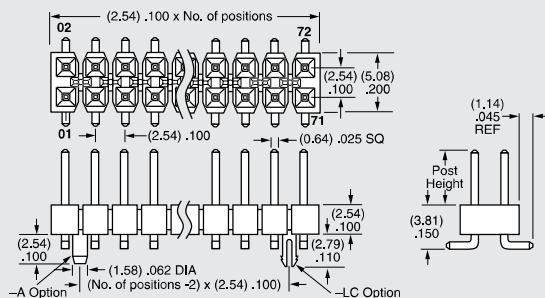 (2.54) .100 x No. of positions
02
72
(2.54)
.100
(5.08)
.200
01
(2.54) .100
71
(0.64) .025 SQ
(1.14)
.045
REF
Post
Height
(2.54)
.100
(3.81)
.150
(2.54)
.100
(2.79)
.110
(1.58) .062 DIA
–A Option
(No. of positions -2) x (2.54) .100)
–LC Option